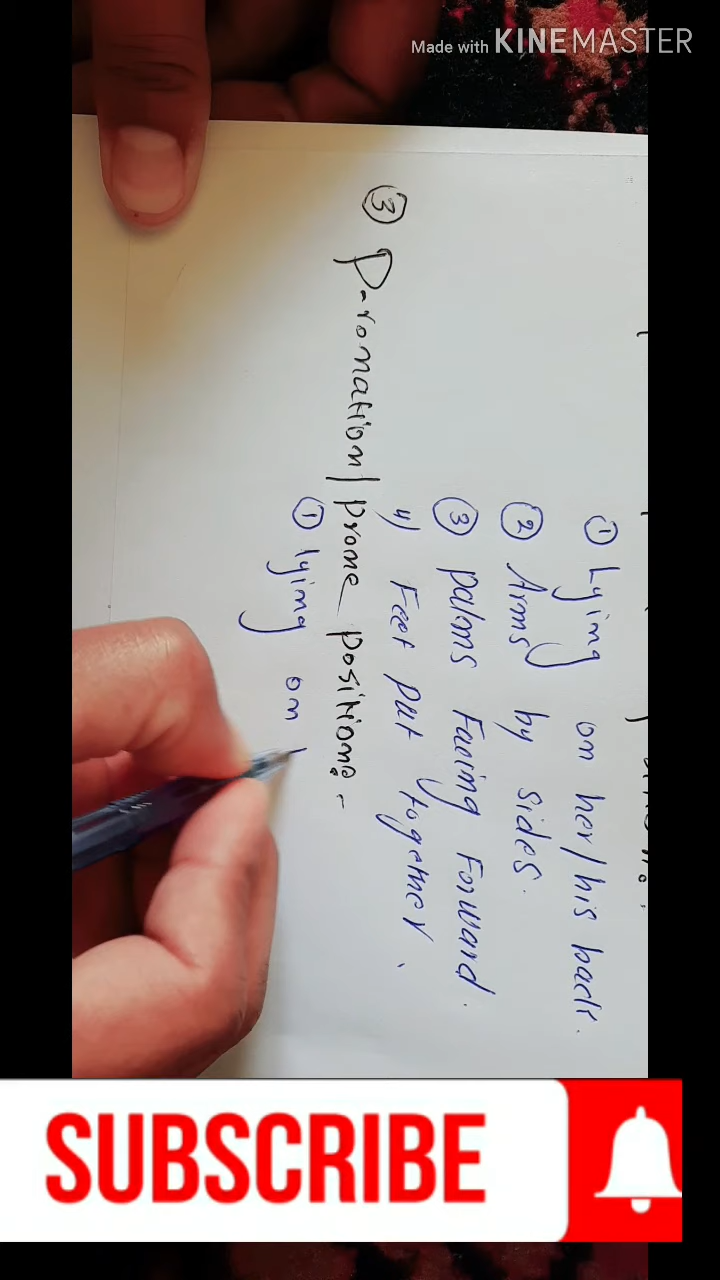 Made with KINEMASTER
① Lying on her/his back.
② Arms by sides.
③ palms Facing Forward.
4) Feet put together.
③ Paronation/prone position:-
① lying on
SUBSCRIBE